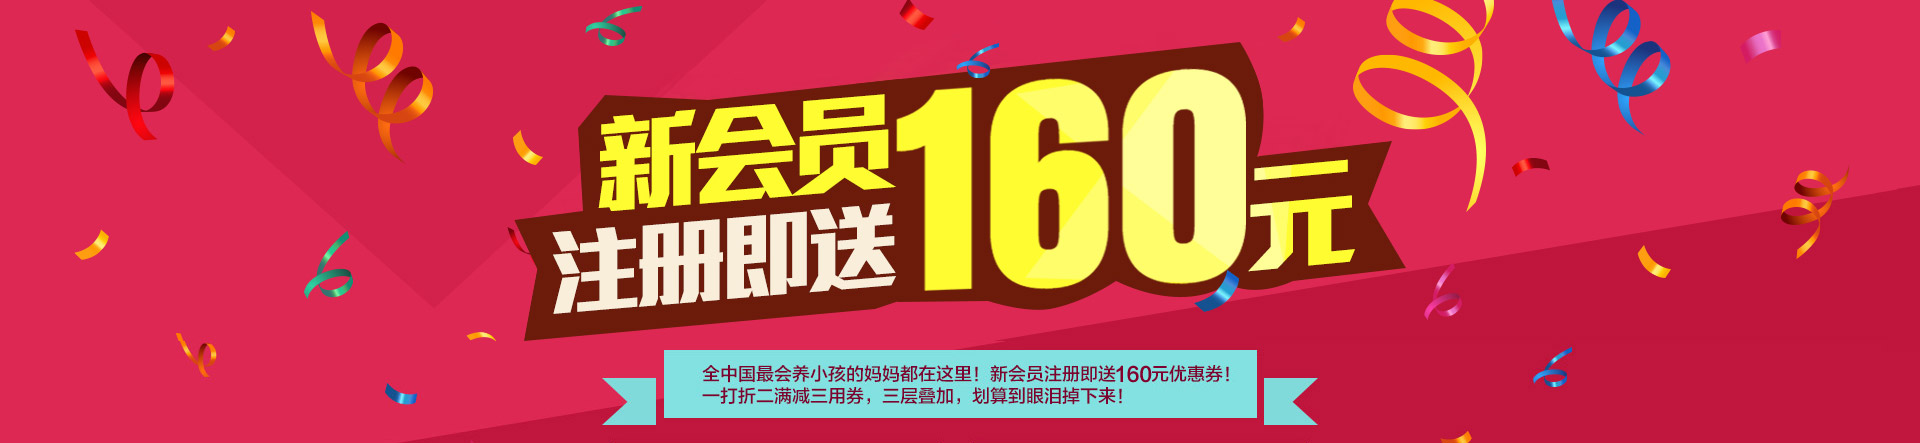 新会员160元
注册即送
全中国最会养小孩的妈妈都在这里！新会员注册即送160元优惠券！
一打折二满减三用券，三层叠加，划算到眼泪掉下来！